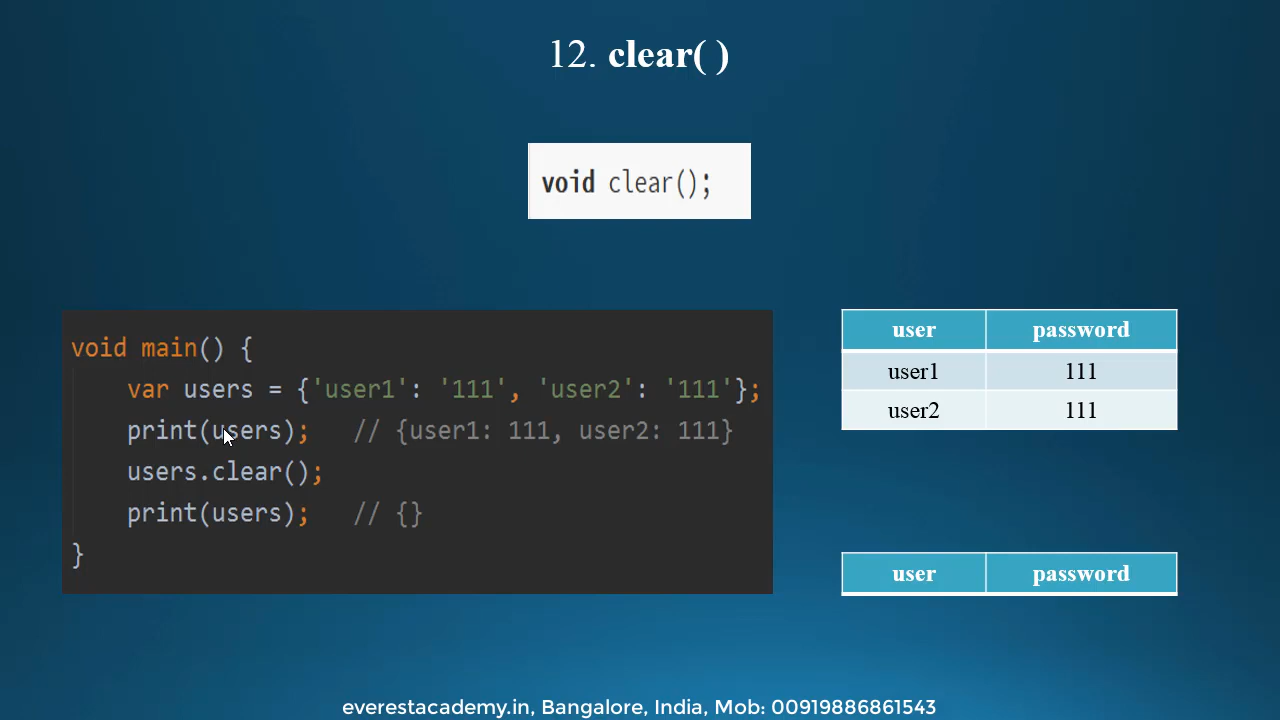 12. clear( )
void clear();
void main() {
var users = {'user1': '111', 'user2': '111'};
print(users); // {user1: 111, user2: 111}
users.clear();
print(users); // {}
}
user password
user1 111
user2 111
user password
everestacademy.in, Bangalore, India, Mob: 00919886861543